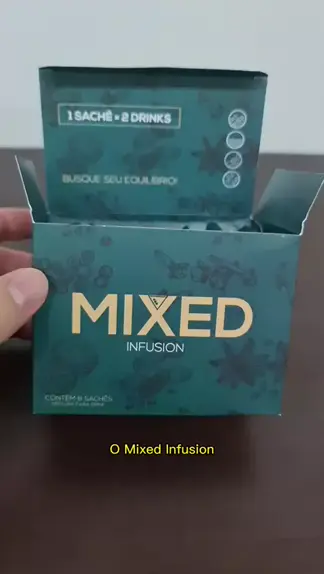 1 SACHÊ = 2 DRINKS
BUSQUE SEU EQUILÍBRIO!
MIXED
INFUSION
CONTÉM 8 SACHÊS
O Mixed Infusion